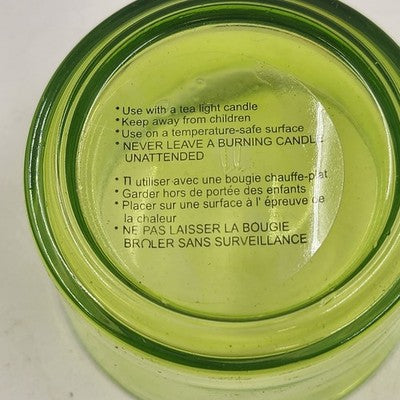 • Use with a tea light candle
• Keep away from children
• Use on a temperature-safe surface
• NEVER LEAVE A BURNING CANDLE
UNATTENDED
• Π utiliser avec une bougie chauffe-plat
• Garder hors de portée des enfants
• Placer sur une surface à l' épreuve de
la chaleur
• NE PAS LAISSER LA BOUGIE
BRÛLER SANS SURVEILLANCE